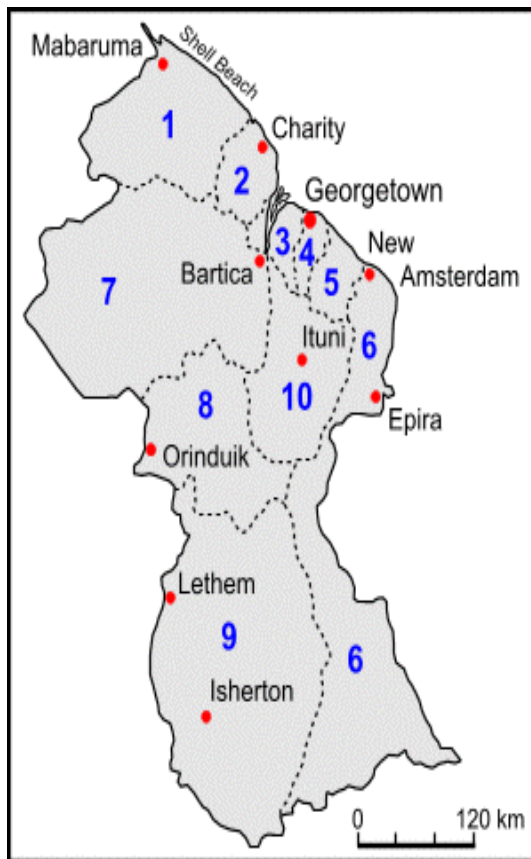 Mabaruma
Shell Beach
1
Charity
2
Georgetown
3
4
New
Amsterdam
Bartica
5
7
Ituni
6
8
10
Epira
Orinduik
Lethem
9
6
Isherton
0 120 km